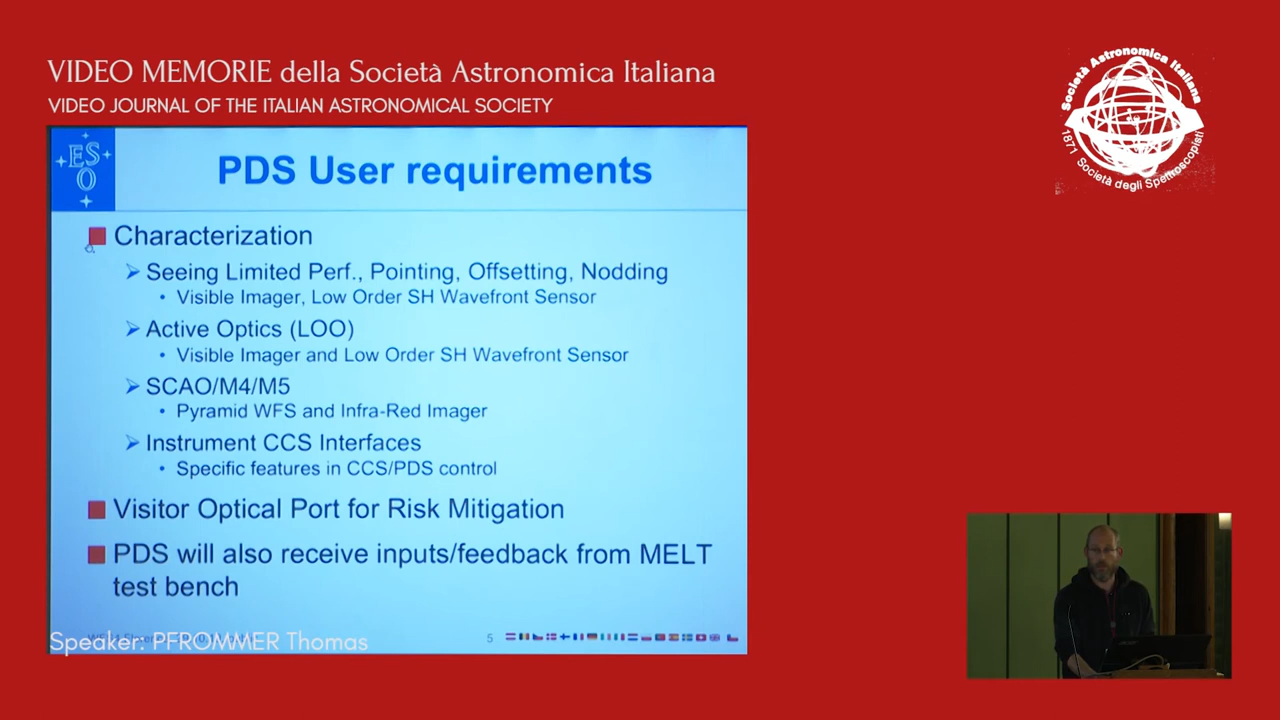 VIDEO MEMORIE della Società Astronomica Italiana
VIDEO JOURNAL OF THE ITALIAN ASTRONOMICAL SOCIETY
Società Astronomica Italiana
1871 Società degli Spettroscopisti
ESO
PDS User requirements
Characterization
Seeing Limited Perf., Pointing, Offsetting, Nodding
• Visible Imager, Low Order SH Wavefront Sensor
Active Optics (LOO)
• Visible Imager and Low Order SH Wavefront Sensor
SCAO/M4/M5
• Pyramid WFS and Infra-Red Imager
Instrument CCS Interfaces
• Specific features in CCS/PDS control
Visitor Optical Port for Risk Mitigation
PDS will also receive inputs/feedback from MELT
test bench
Speaker: PFROMMER Thomas
5